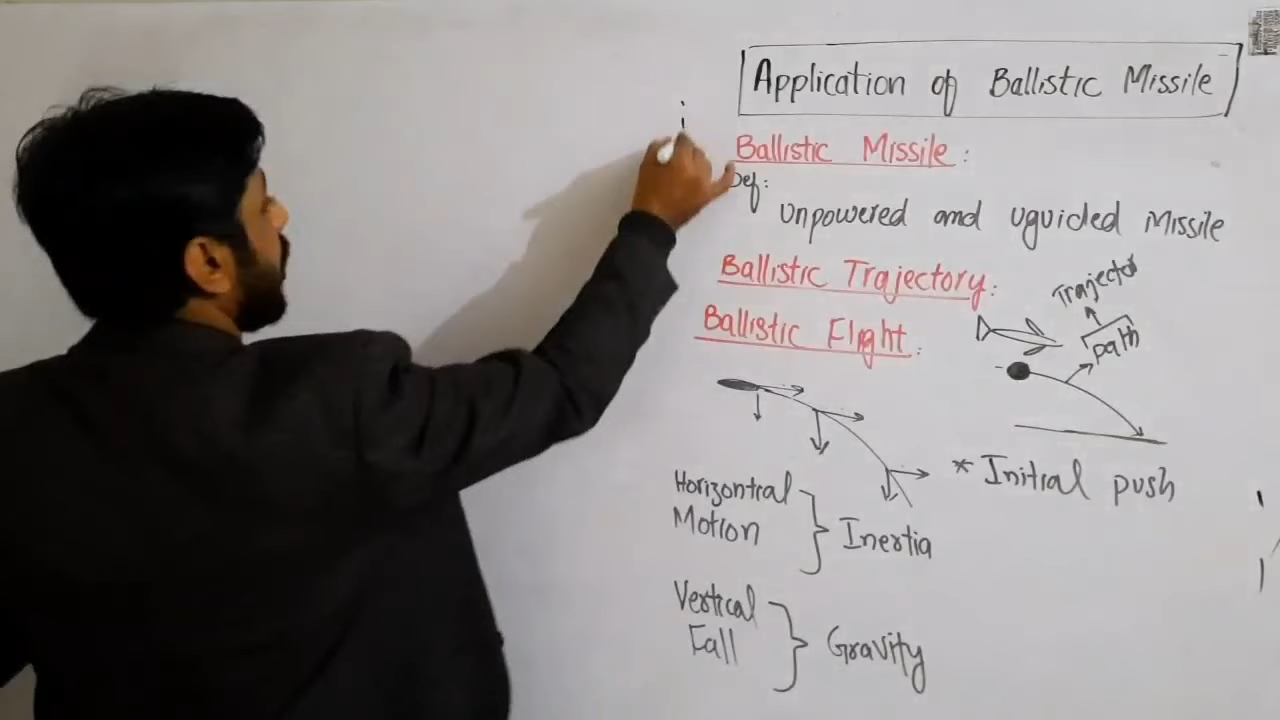 Application of Ballistic Missile
Ballistic Missile:
Def:
Unpowered and uguided Missile
Ballistic Trajectory:
Trajector
path
Ballistic Flight:
* Initial push
Horizontral
Motion
Inertia
Vertical
Fall
Gravity